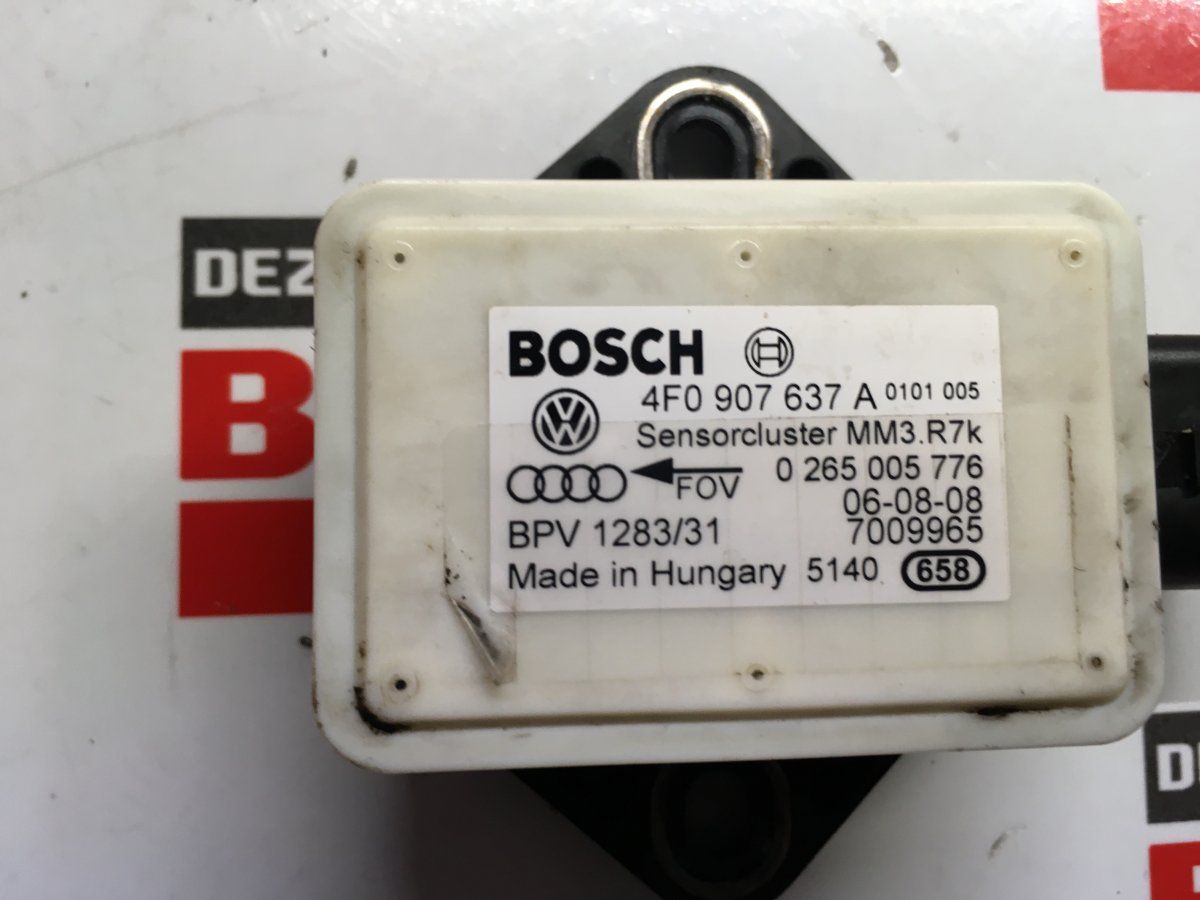 BOSCH
4F0 907 637 A 0101 005
Sensorcluster MM3.R7k
FOV 0 265 005 776
06-08-08
BPV 1283/31 7009965
Made in Hungary 5140 658
DEZ
B